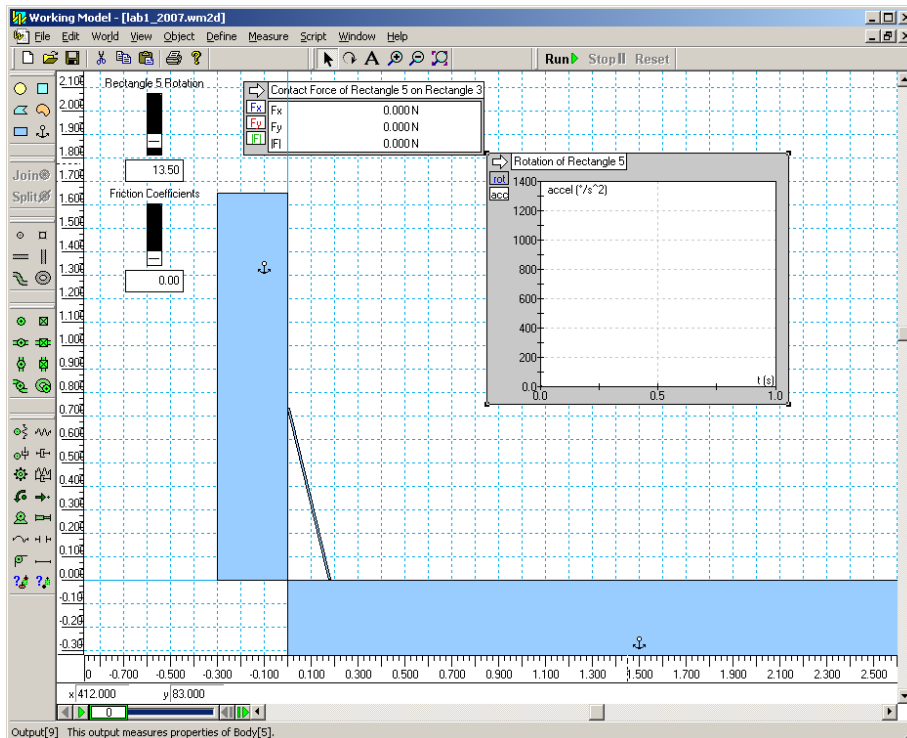 Working Model - [lab1_2007.wm2d]
File Edit World View Object Define Measure Script Window Help
Run Stop Reset
Join
Split
Rectangle 5 Rotation
13.50
Friction Coefficients
0.00
Contact Force of Rectangle 5 on Rectangle 3
Fx Fx 0.000 N
Fy Fy 0.000 N
|F| |F| 0.000 N
Rotation of Rectangle 5
rot
acc
accel (°/s^2)
1400
1200
1000
800
600
400
200
0.0
t (s)
0.0 0.5 1.0
2.100
2.000
1.900
1.800
1.700
1.600
1.500
1.400
1.300
1.200
1.100
1.000
0.900
0.800
0.700
0.600
0.500
0.400
0.300
0.200
0.100
0.000
-0.10
-0.20
-0.30
0 -0.700 -0.500 -0.300 -0.100 0.100 0.300 0.500 0.700 0.900 1.100 1.300 1.500 1.700 1.900 2.100 2.300 2.500
x 412.000 y 83.000
0
Output[9] This output measures properties of Body[5].